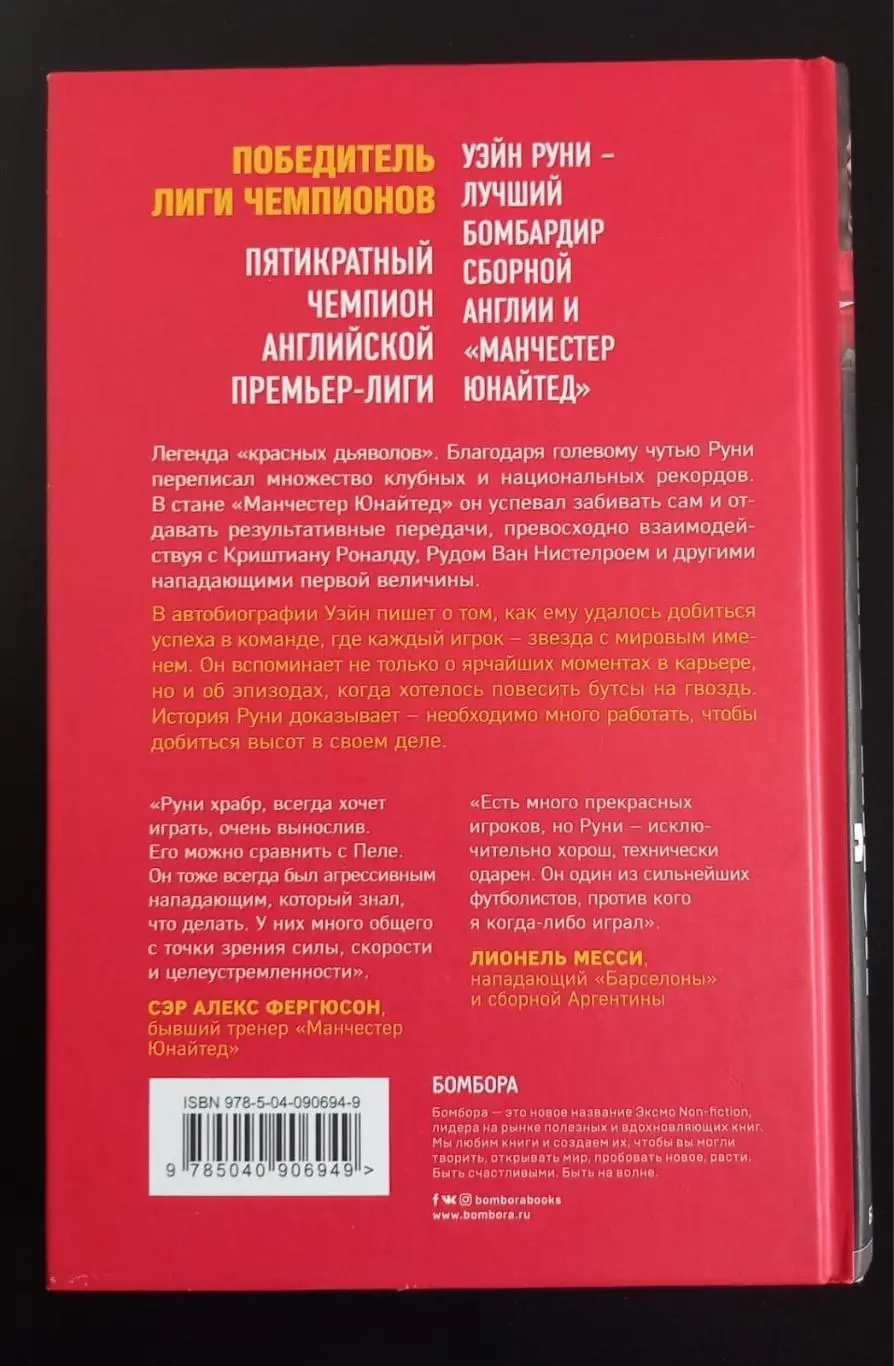 ПОБЕДИТЕЛЬ
ЛИГИ ЧЕМПИОНОВ
ПЯТИКРАТНЫЙ
ЧЕМПИОН
АНГЛИЙСКОЙ
ПРЕМЬЕР-ЛИГИ
УЭЙН РУНИ –
ЛУЧШИЙ
БОМБАРДИР
СБОРНОЙ
АНГЛИИ И
«МАНЧЕСТЕР
ЮНАЙТЕД»
Легенда «красных дьяволов». Благодаря голевому чутью Руни
переписал множество клубных и национальных рекордов.
В стане «Манчестер Юнайтед» он успевал забивать сам и от-
давать результативные передачи, превосходно взаимодей-
ствуя с Криштиану Роналду, Рудом Ван Нистелроем и другими
нападающими первой величины.
В автобиографии Уэйн пишет о том, как ему удалось добиться
успеха в команде, где каждый игрок – звезда с мировым име-
нем. Он вспоминает не только о ярчайших моментах в карьере,
но и об эпизодах, когда хотелось повесить бутсы на гвоздь.
История Руни доказывает – необходимо много работать, чтобы
добиться высот в своем деле.
«Руни храбр, всегда хочет
играть, очень вынослив.
Его можно сравнить с Пеле.
Он тоже всегда был агрессивным
нападающим, который знал,
что делать. У них много общего
с точки зрения силы, скорости
и целеустремленности».
СЭР АЛЕКС ФЕРГЮСОН,
бывший тренер «Манчестер
Юнайтед»
«Есть много прекрасных
игроков, но Руни – исклю-
чительно хорош, технически
одарен. Он один из сильнейших
футболистов, против кого
я когда-либо играл».
ЛИОНЕЛЬ МЕССИ,
нападающий «Барселоны»
и сборной Аргентины
ISBN 978-5-04-090694-9
9 785040 906949 >
БОМБОРА
Бомбора — это новое название Эксмо Non-fiction,
лидера на рынке полезных и вдохновляющих книг.
Мы любим книги и создаем их, чтобы вы могли
творить, открывать мир, пробовать новое, расти.
Быть счастливыми. Быть на волне.
bomborabooks
www.bombora.ru